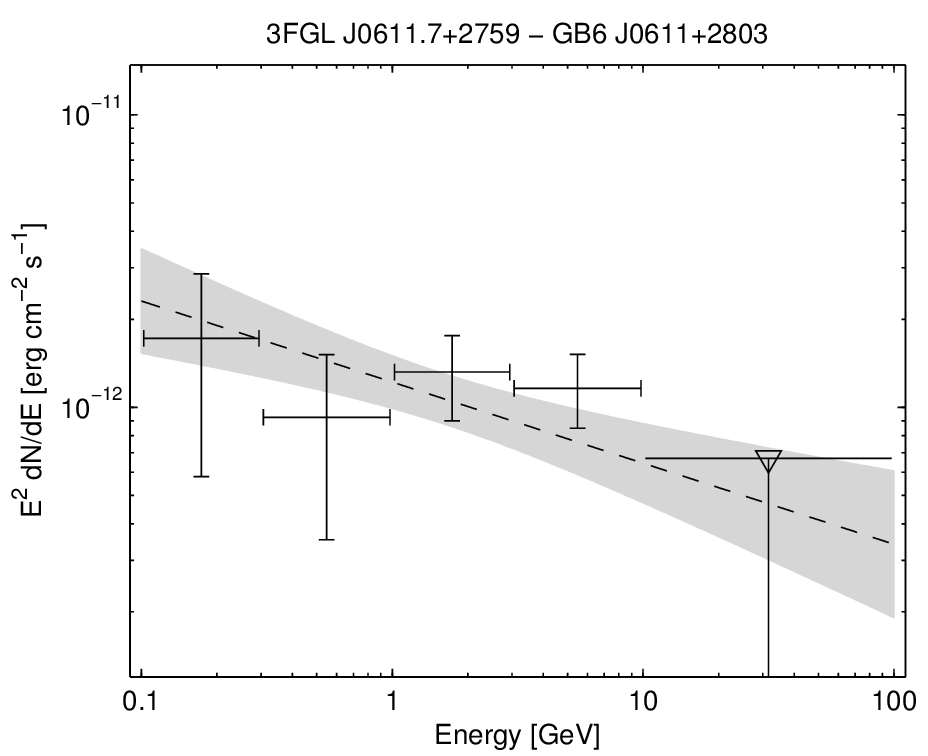 3FGL J0611.7+2759 − GB6 J0611+2803
10⁻¹¹
10⁻¹²
E² dN/dE [erg cm⁻² s⁻¹]
0.1 1 10 100
Energy [GeV]